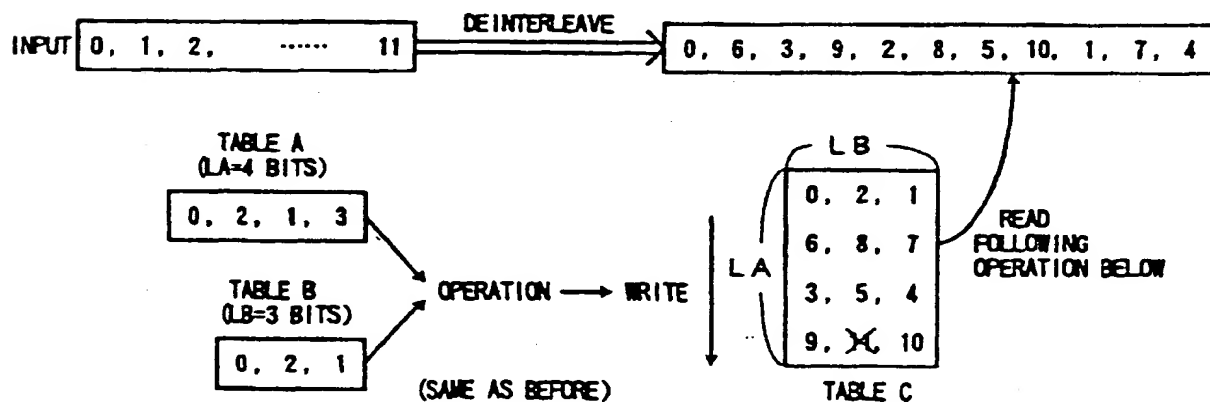 DEINTERLEAVE
INPUT 0, 1, 2, ...... 11
0, 6, 3, 9, 2, 8, 5, 10, 1, 7, 4
TABLE A
(LA=4 BITS)
0, 2, 1, 3
TABLE B
(LB=3 BITS)
0, 2, 1
OPERATION
WRITE
(SAME AS BEFORE)
LB
LA
0, 2, 1
6, 8, 7
3, 5, 4
9, 10
TABLE C
READ
FOLLOWING
OPERATION BELOW